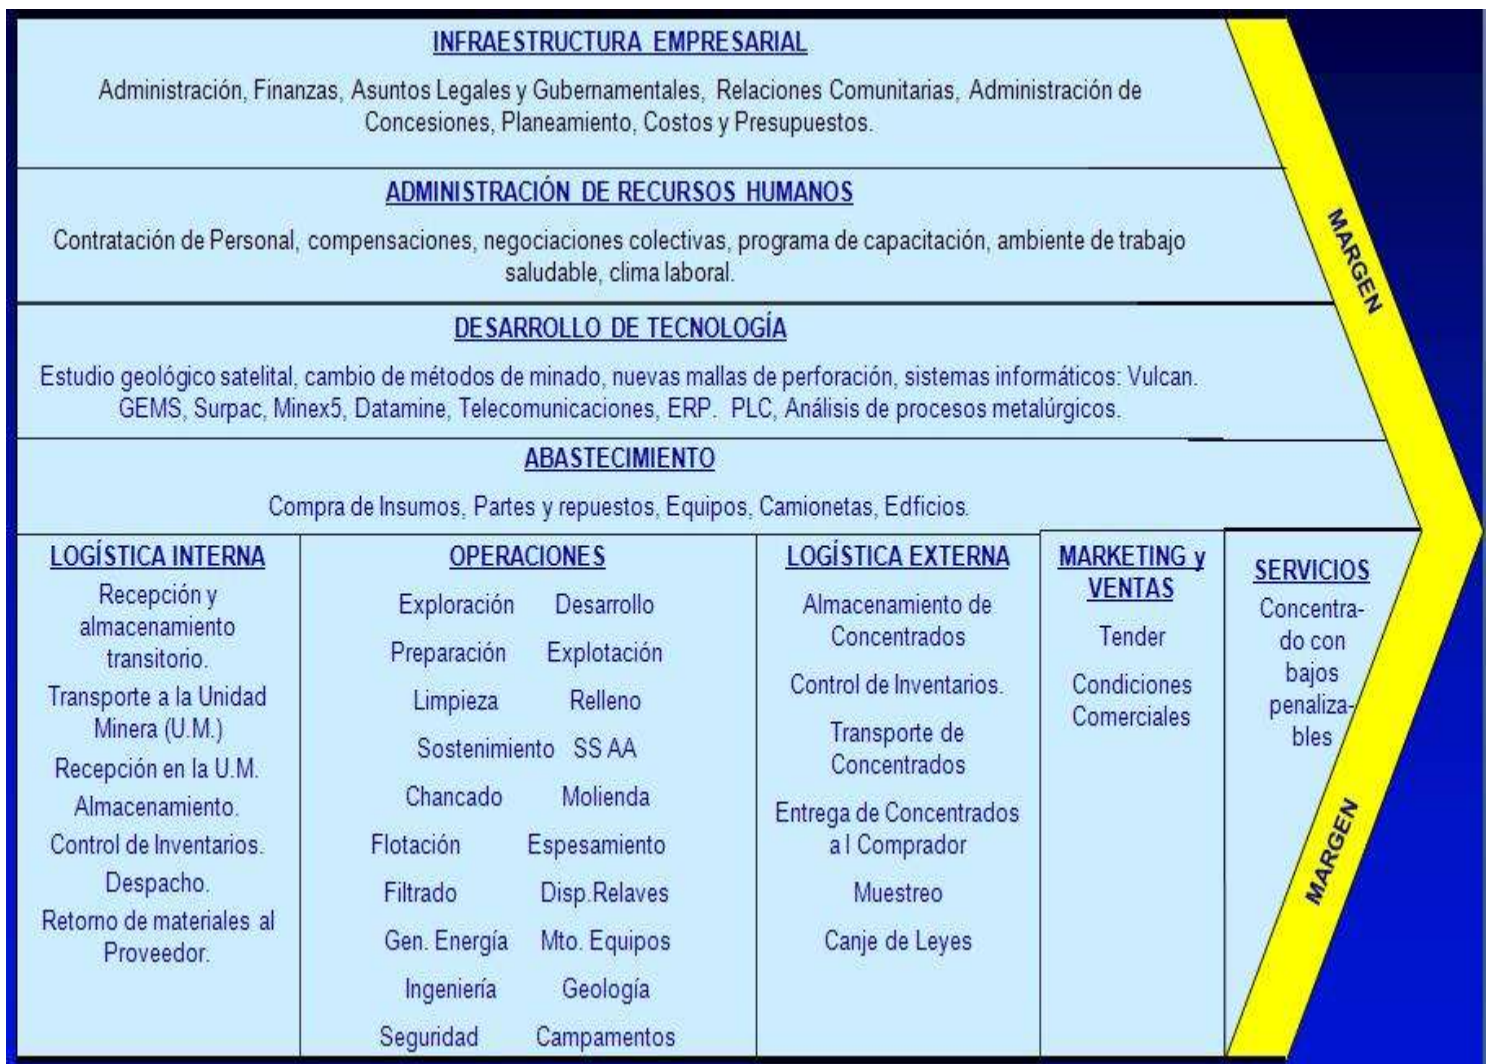 INFRAESTRUCTURA EMPRESARIAL
Administración, Finanzas, Asuntos Legales y Gubernamentales, Relaciones Comunitarias, Administración de
Concesiones, Planeamiento, Costos y Presupuestos.
ADMINISTRACIÓN DE RECURSOS HUMANOS
Contratación de Personal, compensaciones, negociaciones colectivas, programa de capacitación, ambiente de trabajo
saludable, clima laboral.
DESARROLLO DE TECNOLOGÍA
Estudio geológico satelital, cambio de métodos de minado, nuevas mallas de perforación, sistemas informáticos: Vulcan.
GEMS, Surpac, Minex5, Datamine, Telecomunicaciones, ERP. PLC, Análisis de procesos metalúrgicos.
ABASTECIMIENTO
Compra de Insumos, Partes y repuestos, Equipos, Camionetas, Edficios.
MARGEN
LOGÍSTICA INTERNA
Recepción y
almacenamiento
transitorio.
Transporte a la Unidad
Minera (U.M.)
Recepción en la U.M.
Almacenamiento.
Control de Inventarios.
Despacho.
Retorno de materiales al
Proveedor.
OPERACIONES
Exploración Desarrollo
Preparación Explotación
Limpieza Relleno
Sostenimiento SS AA
Chancado Molienda
Flotación Espesamiento
Filtrado Disp.Relaves
Gen. Energía Mto. Equipos
Ingeniería Geología
Seguridad Campamentos
LOGÍSTICA EXTERNA
Almacenamiento de
Concentrados
Control de Inventarios.
Transporte de
Concentrados
Entrega de Concentrados
a l Comprador
Muestreo
Canje de Leyes
MARKETING y
VENTAS
Tender
Condiciones
Comerciales
SERVICIOS
Concentra-
do con
bajos
penaliza-
bles
MARGEN